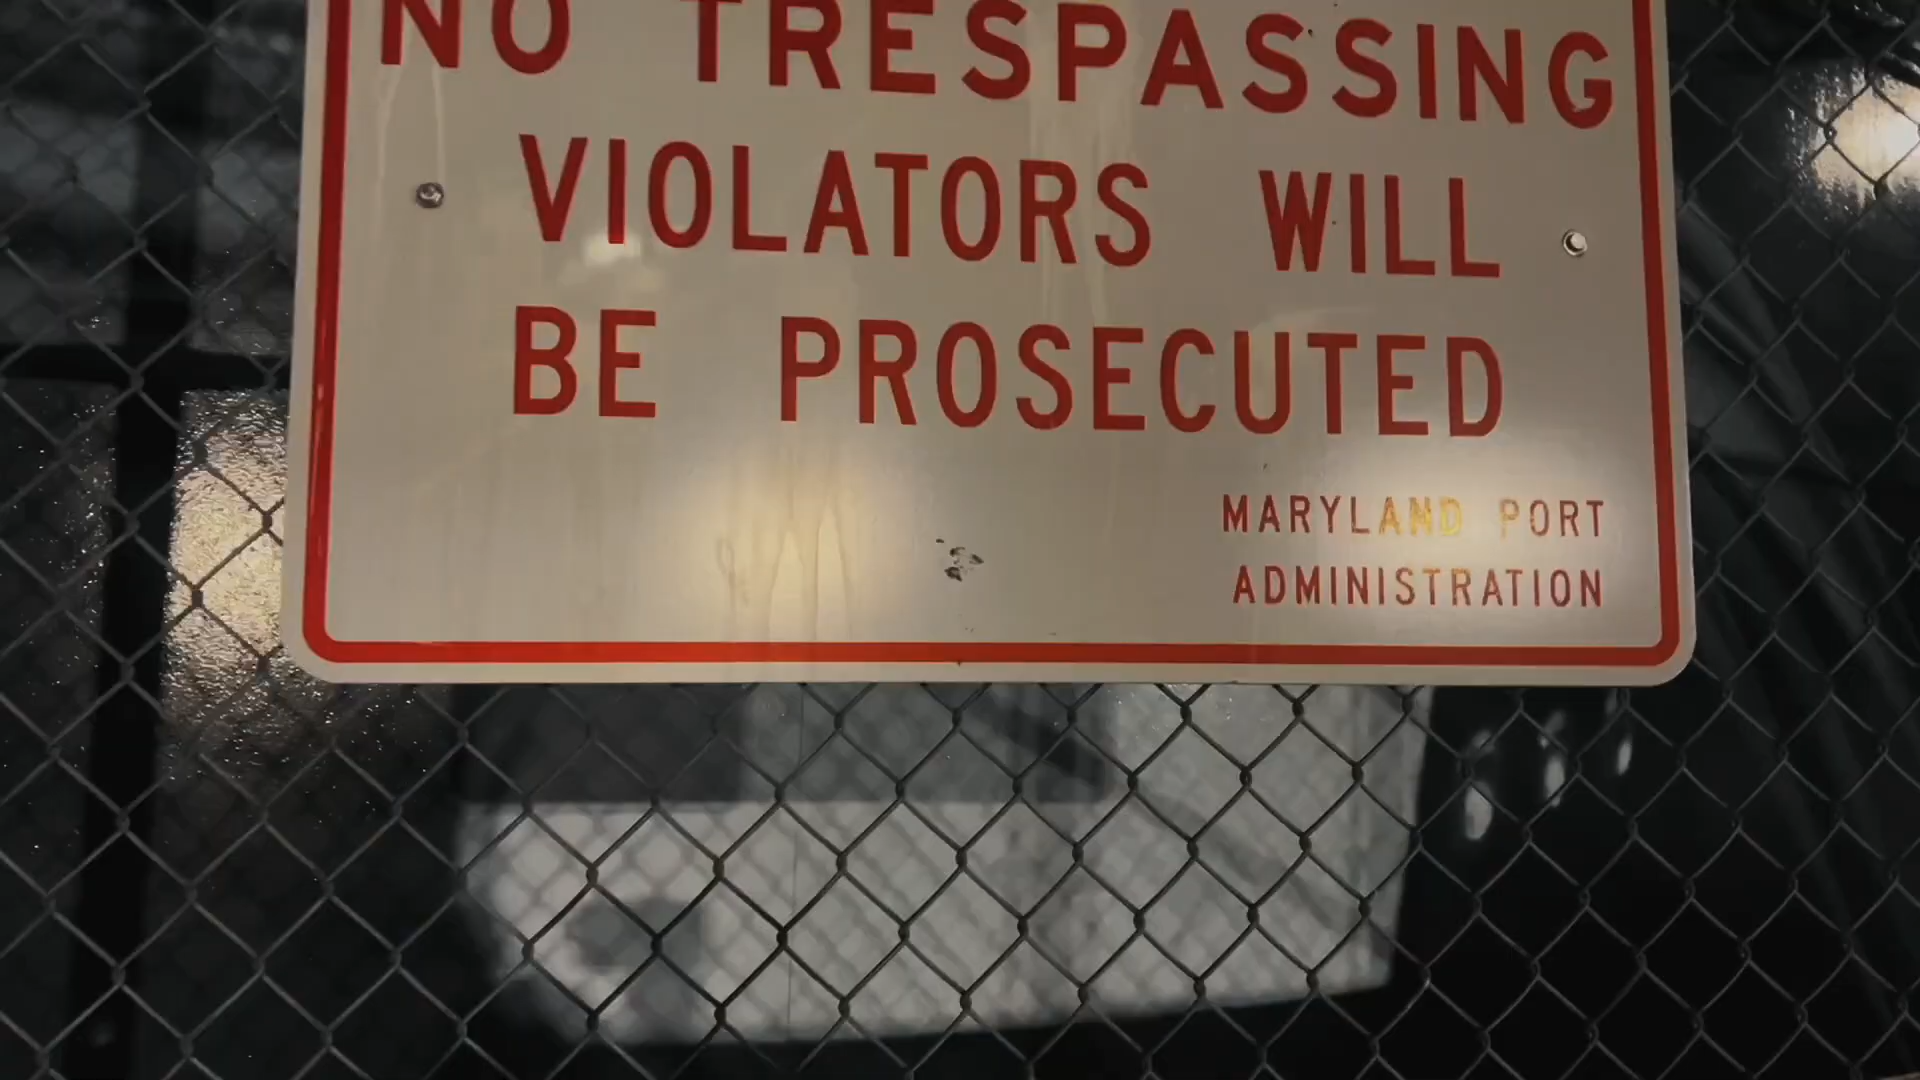 NO TRESPASSING
VIOLATORS WILL
BE PROSECUTED
MARYLAND PORT
ADMINISTRATION